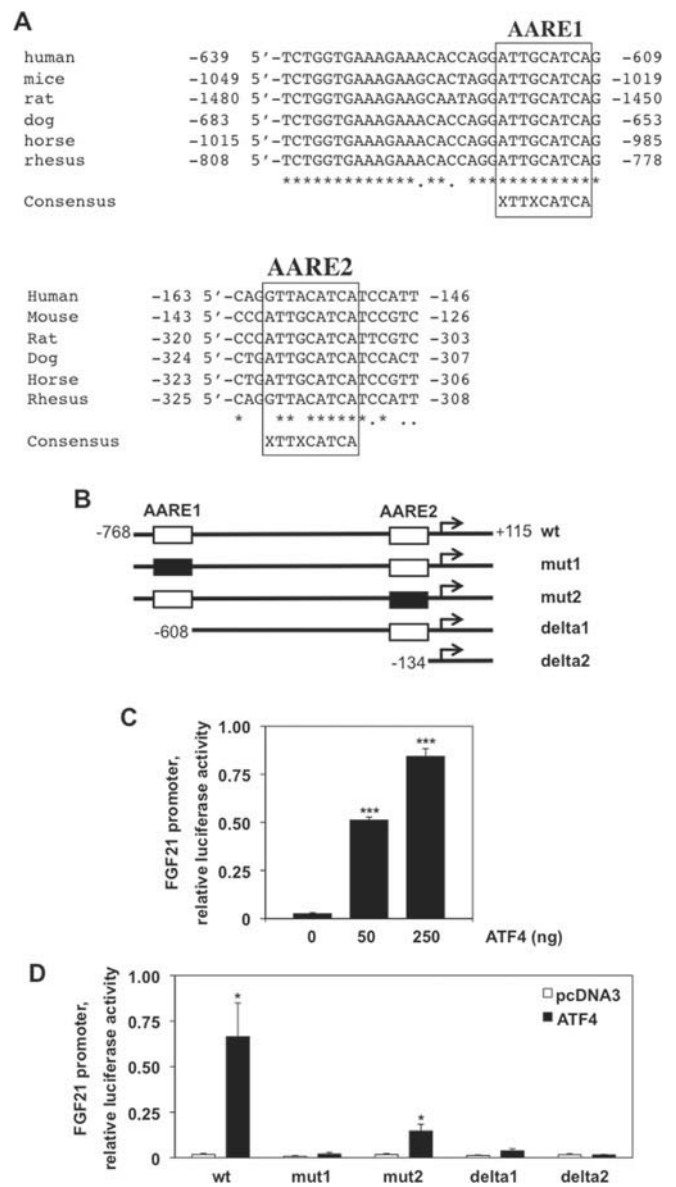 A
AARE1
human -639 5′-TCTGGTGAAAGAAACACCAGGATTGCATCAG -609
mice -1049 5′-TCTGGTGAAAGAAGCACTAGGATTGCATCAG -1019
rat -1480 5′-TCTGGTGAAAGAAGCAATAGGATTGCATCAG -1450
dog -683 5′-TCTGGTGAAAGAAACACCAGGATTGCATCAG -653
horse -1015 5′-TCTGGTGAAAGAAACACCAGGATTGCATCAG -985
rhesus -808 5′-TCTGGTGAAAGAAACACCAGGATTGCATCAG -778
*************.**. *************
Consensus XTTXCATCA
AARE2
Human -163 5′-CAGGTTACATCATCCATT -146
Mouse -143 5′-CCCATTGCATCATCCGTC -126
Rat -320 5′-CCCATTGCATCATTCGTC -303
Dog -324 5′-CTGATTGCATCATCCACT -307
Horse -323 5′-CTGATTGCATCATCCGTT -306
Rhesus -325 5′-CAGGTTACATCATCCATT -308
* ** ******.* ..
Consensus XTTXCATCA
B
AARE1 AARE2
-768 +115 wt
mut1
mut2
-608 delta1
-134 delta2
C
FGF21 promoter,
relative luciferase activity
1.00
0.75
0.50
0.25
0
*** ***
0 50 250 ATF4 (ng)
D
FGF21 promoter,
relative luciferase activity
1.00
0.75
0.50
0.25
0
pcDNA3
ATF4
* *
wt mut1 mut2 delta1 delta2